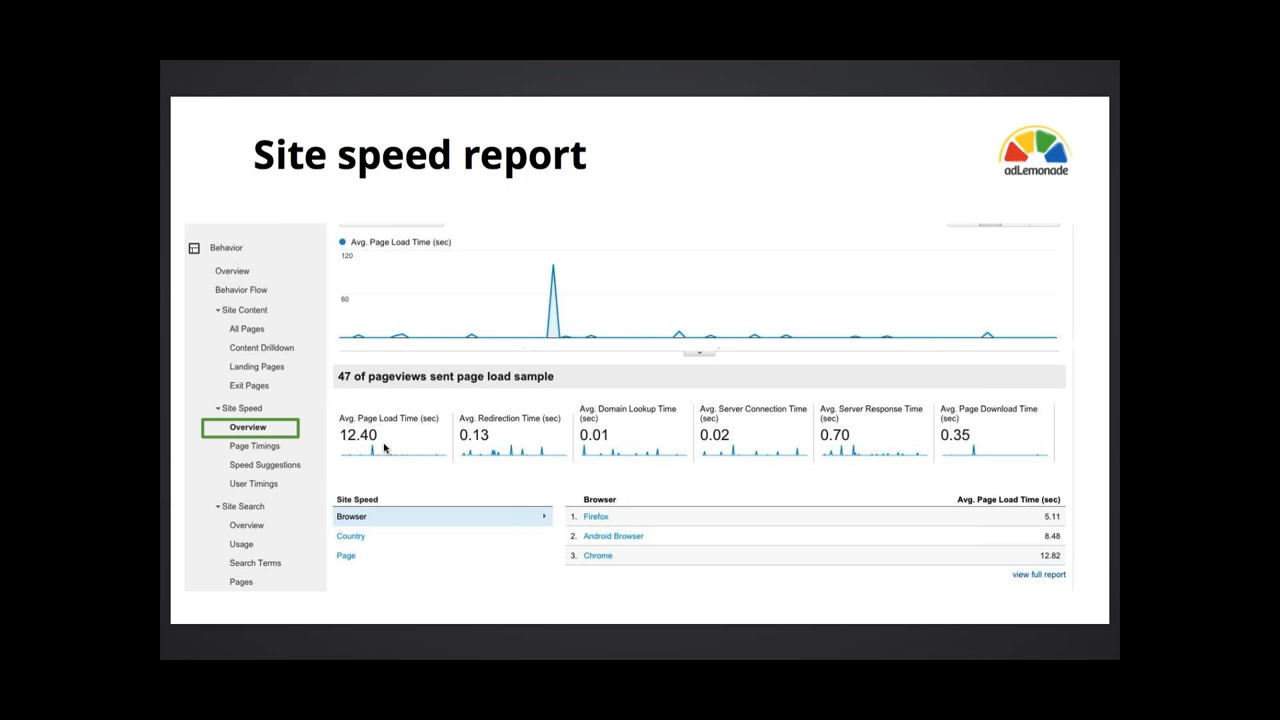 Site speed report
adLemonade
Behavior
Overview
Behavior Flow
Site Content
All Pages
Content Drilldown
Landing Pages
Exit Pages
Site Speed
Overview
Page Timings
Speed Suggestions
User Timings
Site Search
Overview
Usage
Search Terms
Pages
Avg. Page Load Time (sec)
120
60
47 of pageviews sent page load sample
Avg. Page Load Time (sec)
12.40
Avg. Redirection Time (sec)
0.13
Avg. Domain Lookup Time
(sec)
0.01
Avg. Server Connection Time
(sec)
0.02
Avg. Server Response Time
(sec)
0.70
Avg. Page Download Time
(sec)
0.35
Site Speed
Browser
Country
Page
Browser Avg. Page Load Time (sec)
1. Firefox 5.11
2. Android Browser 8.48
3. Chrome 12.82
view full report